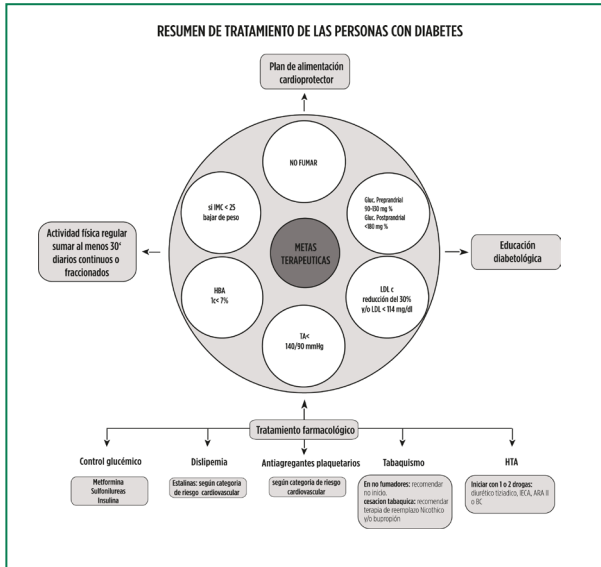 RESUMEN DE TRATAMIENTO DE LAS PERSONAS CON DIABETES
Plan de alimentación
cardioprotector
NO FUMAR
si IMC < 25
bajar de peso
Gluc. Preprandrial
90-130 mg %
Gluc. Postprandrial
<180 mg %
Actividad física regular
sumar al menos 30'
diarios continuos o
fraccionados
METAS
TERAPEUTICAS
Educación
diabetológica
HBA
1c< 7%
LDL c
reducción del 30%
y/o LDL < 114 mg/dl
TA<
140/90 mmHg
Tratamiento farmacológico
Control glucémico
Metformina
Sulfonilureas
Insulina
Dislipemia
Estalinas: según categoria
de riesgo cardiovascular
Antiagregantes plaquetarios
según categoria de riesgo
cardiovascular
Tabaquismo
En no fumadores: recomendar
no inicio.
cesacion tabaquica: recomendar
terapia de reemplazo Nicothico
y/o bupropión
HTA
Iniciar con 1 o 2 drogas:
diurético tiziadico, IECA, ARA II
o BC